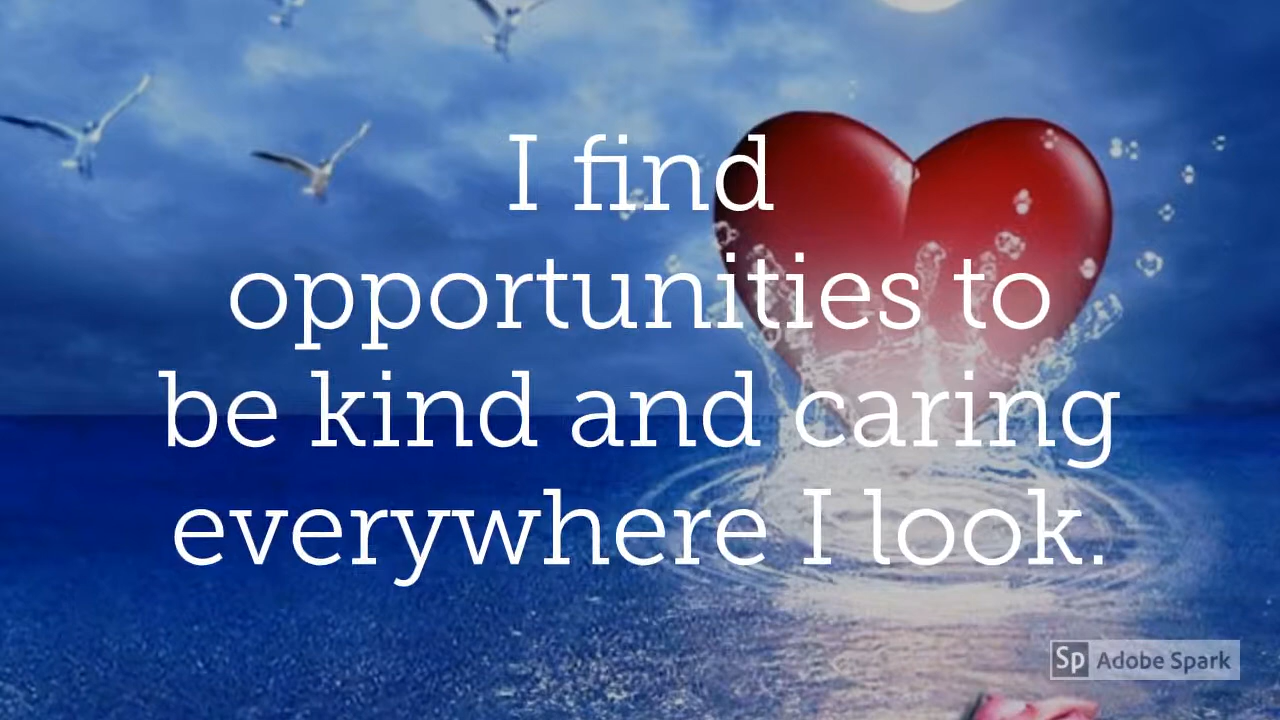 I find
opportunities to
be kind and caring
everywhere I look.
Sp Adobe Spark